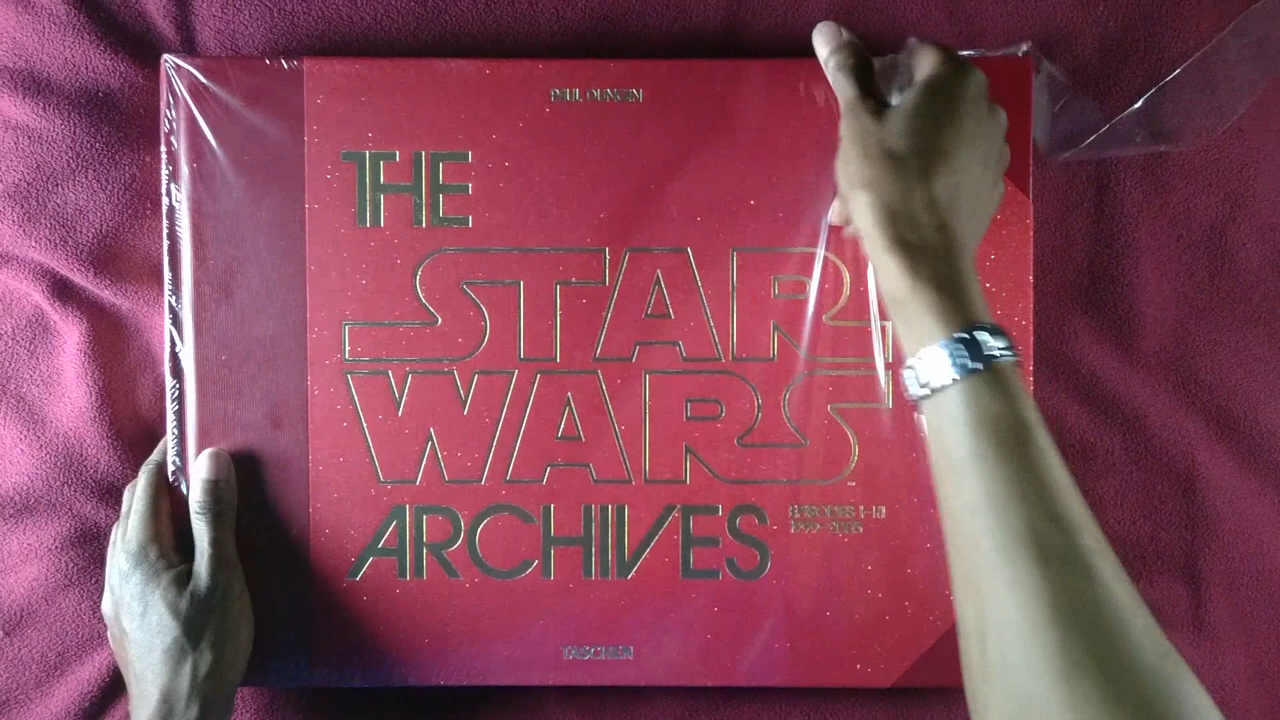 PAUL DUNCAN
THE
STAR
WARS
ARCHIVES
EPISODES I–III
1999–2005
TASCHEN